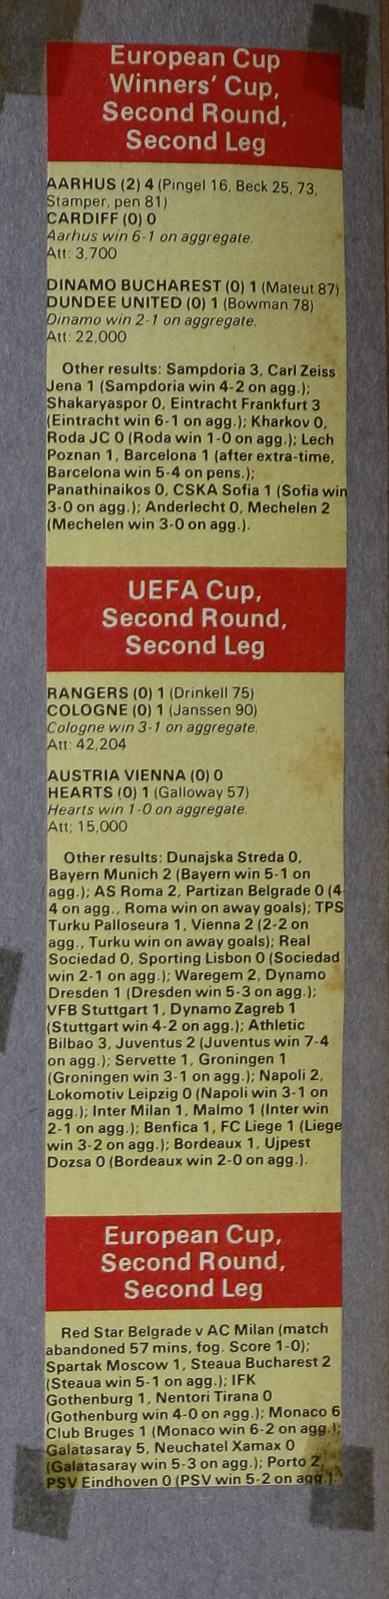 European Cup
Winners' Cup,
Second Round,
Second Leg
AARHUS (2) 4 (Pingel 16, Beck 25, 73,
Stamper, pen 81)
CARDIFF (0) 0
Aarhus win 6-1 on aggregate.
Att: 3,700
DINAMO BUCHAREST (0) 1 (Mateut 87)
DUNDEE UNITED (0) 1 (Bowman 78)
Dinamo win 2-1 on aggregate.
Att: 22,000
Other results: Sampdoria 3, Carl Zeiss
Jena 1 (Sampdoria win 4-2 on agg.);
Shakaryaspor 0, Eintracht Frankfurt 3
(Eintracht win 6-1 on agg.); Kharkov 0,
Roda JC 0 (Roda win 1-0 on agg.); Lech
Poznan 1, Barcelona 1 (after extra-time,
Barcelona win 5-4 on pens.);
Panathinaikos 0, CSKA Sofia 1 (Sofia win
3-0 on agg.); Anderlecht 0, Mechelen 2
(Mechelen win 3-0 on agg.).
UEFA Cup,
Second Round,
Second Leg
RANGERS (0) 1 (Drinkell 75)
COLOGNE (0) 1 (Janssen 90)
Cologne win 3-1 on aggregate.
Att: 42,204
AUSTRIA VIENNA (0) 0
HEARTS (0) 1 (Galloway 57)
Hearts win 1-0 on aggregate.
Att; 15,000
Other results: Dunajska Streda 0,
Bayern Munich 2 (Bayern win 5-1 on
agg.); AS Roma 2, Partizan Belgrade 0 (4-
4 on agg., Roma win on away goals); TPS
Turku Palloseura 1, Vienna 2 (2-2 on
agg., Turku win on away goals); Real
Sociedad 0, Sporting Lisbon 0 (Sociedad
win 2-1 on agg.); Waregem 2, Dynamo
Dresden 1 (Dresden win 5-3 on agg.);
VFB Stuttgart 1, Dynamo Zagreb 1
(Stuttgart win 4-2 on agg.); Athletic
Bilbao 3, Juventus 2 (Juventus win 7-4
on agg.); Servette 1, Groningen 1
(Groningen win 3-1 on agg.); Napoli 2,
Lokomotiv Leipzig 0 (Napoli win 3-1 on
agg.); Inter Milan 1, Malmo 1 (Inter win
2-1 on agg.); Benfica 1, FC Liege 1 (Liege
win 3-2 on agg.); Bordeaux 1, Ujpest
Dozsa 0 (Bordeaux win 2-0 on agg.).
European Cup,
Second Round,
Second Leg
Red Star Belgrade v AC Milan (match
abandoned 57 mins, fog. Score 1-0);
Spartak Moscow 1, Steaua Bucharest 2
(Steaua win 5-1 on agg.); IFK
Gothenburg 1, Nentori Tirana 0
(Gothenburg win 4-0 on agg.); Monaco 6
Club Bruges 1 (Monaco win 6-2 on agg.);
Galatasaray 5, Neuchatel Xamax 0
(Galatasaray win 5-3 on agg.); Porto 2,
PSV Eindhoven 0 (PSV win 5-2 on agg.).